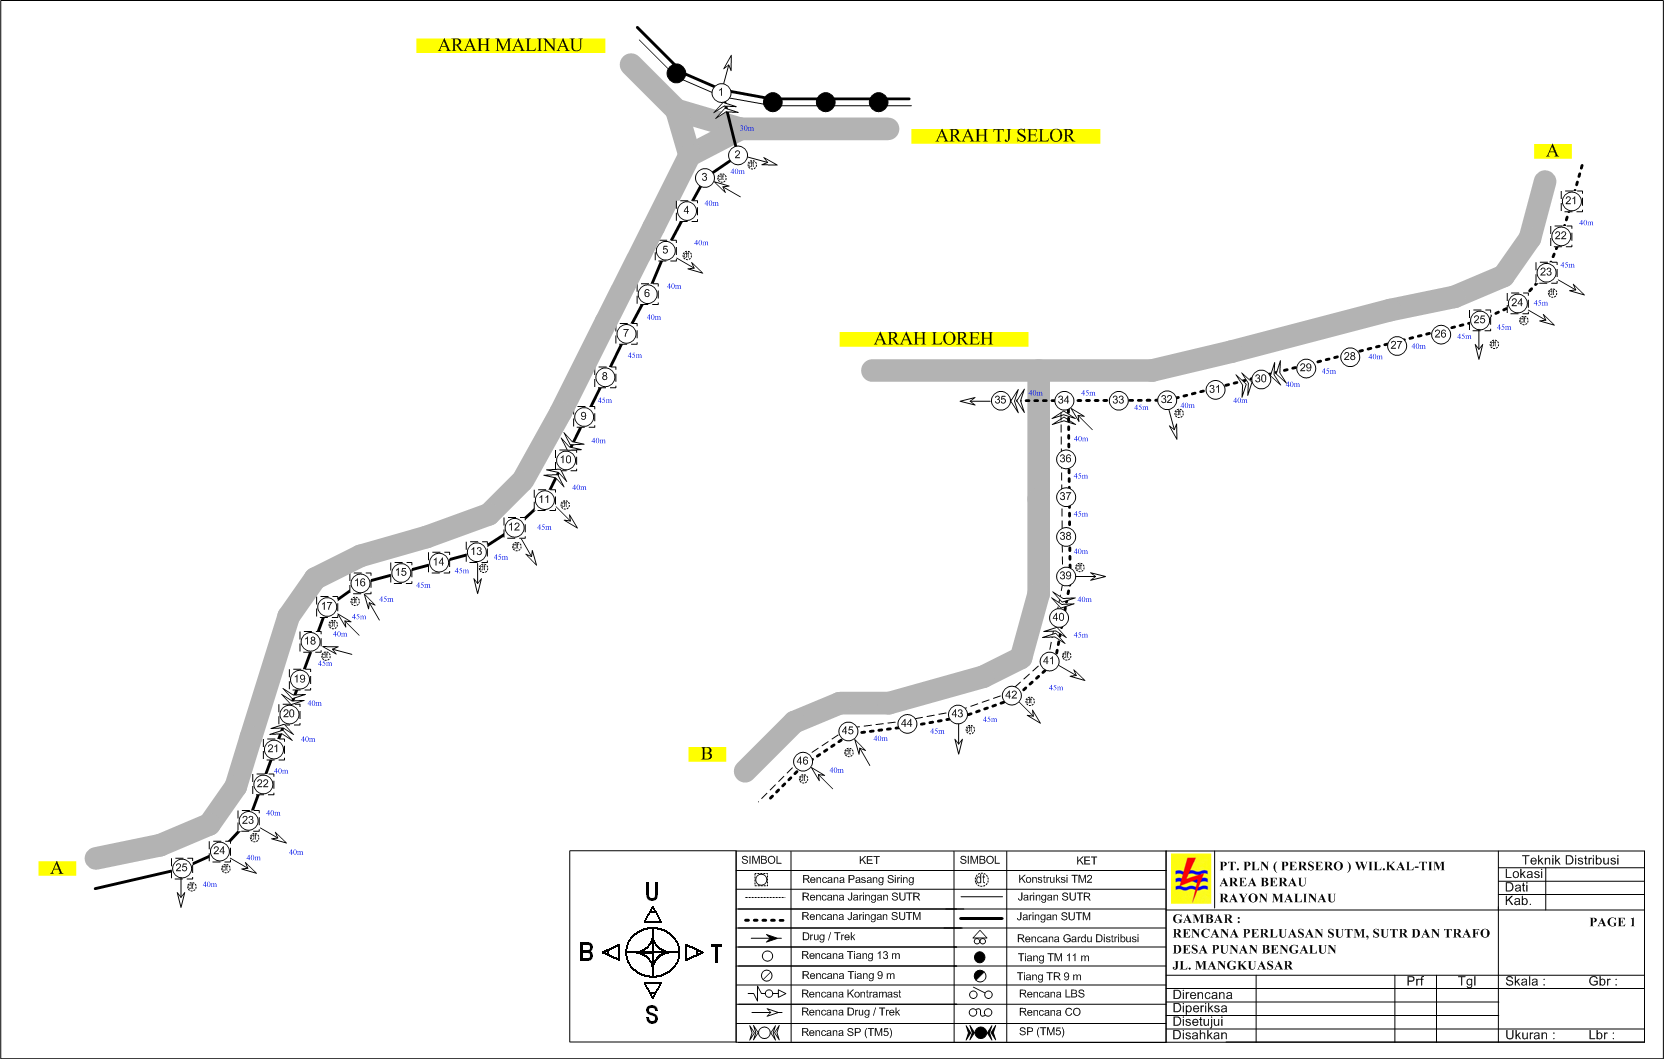 ARAH MALINAU
1
30m
ARAH TJ SELOR
2
40m
3
40m
4
40m
5
40m
6
40m
7
45m
8
45m
9
40m
10
40m
11
45m
12
45m
13
45m
14
45m
15
45m
16
45m
17
40m
18
45m
19
40m
20
40m
21
40m
22
40m
23
40m
40m
24
40m
25
A
A
21
40m
22
45m
23
45m
24
45m
25
40m
26
45m
27
40m
28
45m
29
40m
30
40m
31
40m
32
45m
33
45m
34
40m
35
ARAH LOREH
40m
36
45m
37
45m
38
40m
39
40m
40
45m
41
45m
42
45m
43
45m
44
40m
45
40m
46
B
U
B T
S
SIMBOL KET SIMBOL KET
Rencana Pasang Siring Konstruksi TM2
Rencana Jaringan SUTR Jaringan SUTR
Rencana Jaringan SUTM Jaringan SUTM
Drug / Trek Rencana Gardu Distribusi
Rencana Tiang 13 m Tiang TM 11 m
Rencana Tiang 9 m Tiang TR 9 m
Rencana Kontramast Rencana LBS
Rencana Drug / Trek Rencana CO
Rencana SP (TM5) SP (TM5)
PT. PLN ( PERSERO ) WIL.KAL-TIM
AREA BERAU
RAYON MALINAU
Teknik Distribusi
Lokasi
Dati
Kab.
GAMBAR :
RENCANA PERLUASAN SUTM, SUTR DAN TRAFO
DESA PUNAN BENGALUN
JL. MANGKUASAR
PAGE 1
Prf Tgl Skala : Gbr :
Direncana
Diperiksa
Disetujui
Disahkan Ukuran : Lbr :